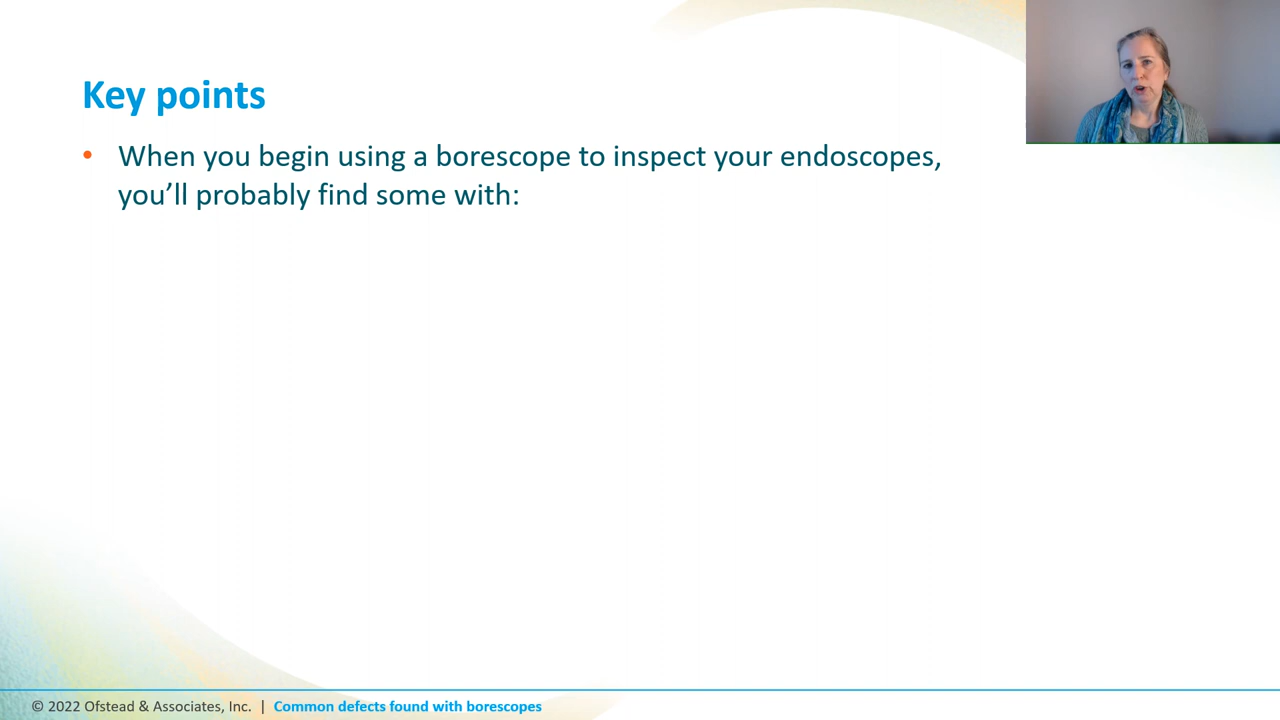 Key points
• When you begin using a borescope to inspect your endoscopes,
you’ll probably find some with:
© 2022 Ofstead & Associates, Inc. | Common defects found with borescopes